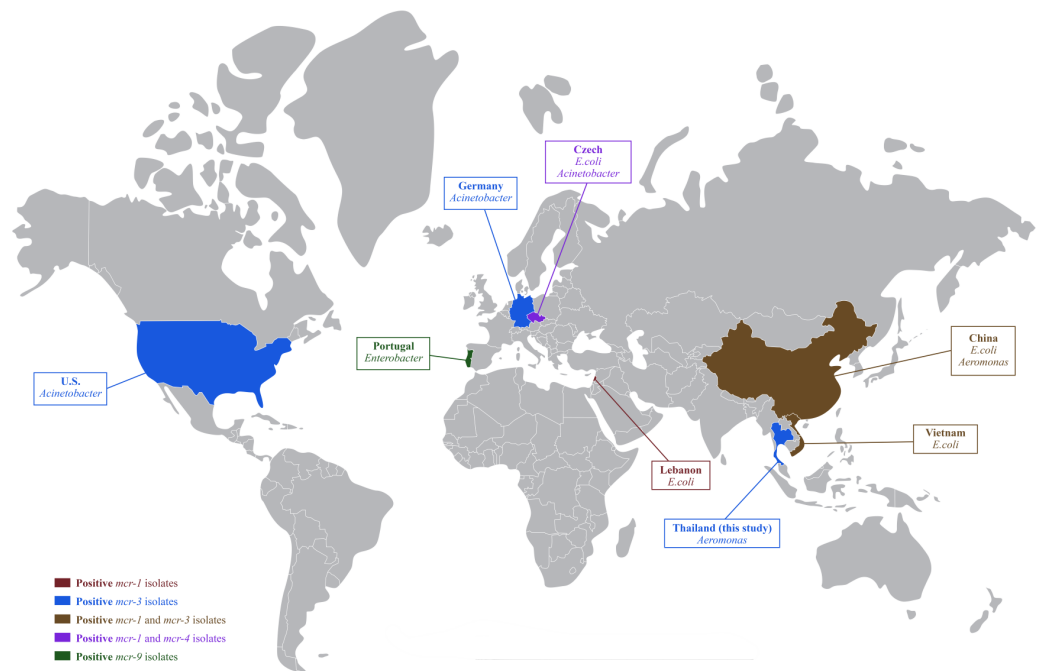 Czech
E.coli
Acinetobacter
Germany
Acinetobacter
Portugal
Enterobacter
China
E.coli
Aeromonas
U.S.
Acinetobacter
Vietnam
E.coli
Lebanon
E.coli
Thailand (this study)
Aeromonas
Positive mcr-1 isolates
Positive mcr-3 isolates
Positive mcr-1 and mcr-3 isolates
Positive mcr-1 and mcr-4 isolates
Positive mcr-9 isolates